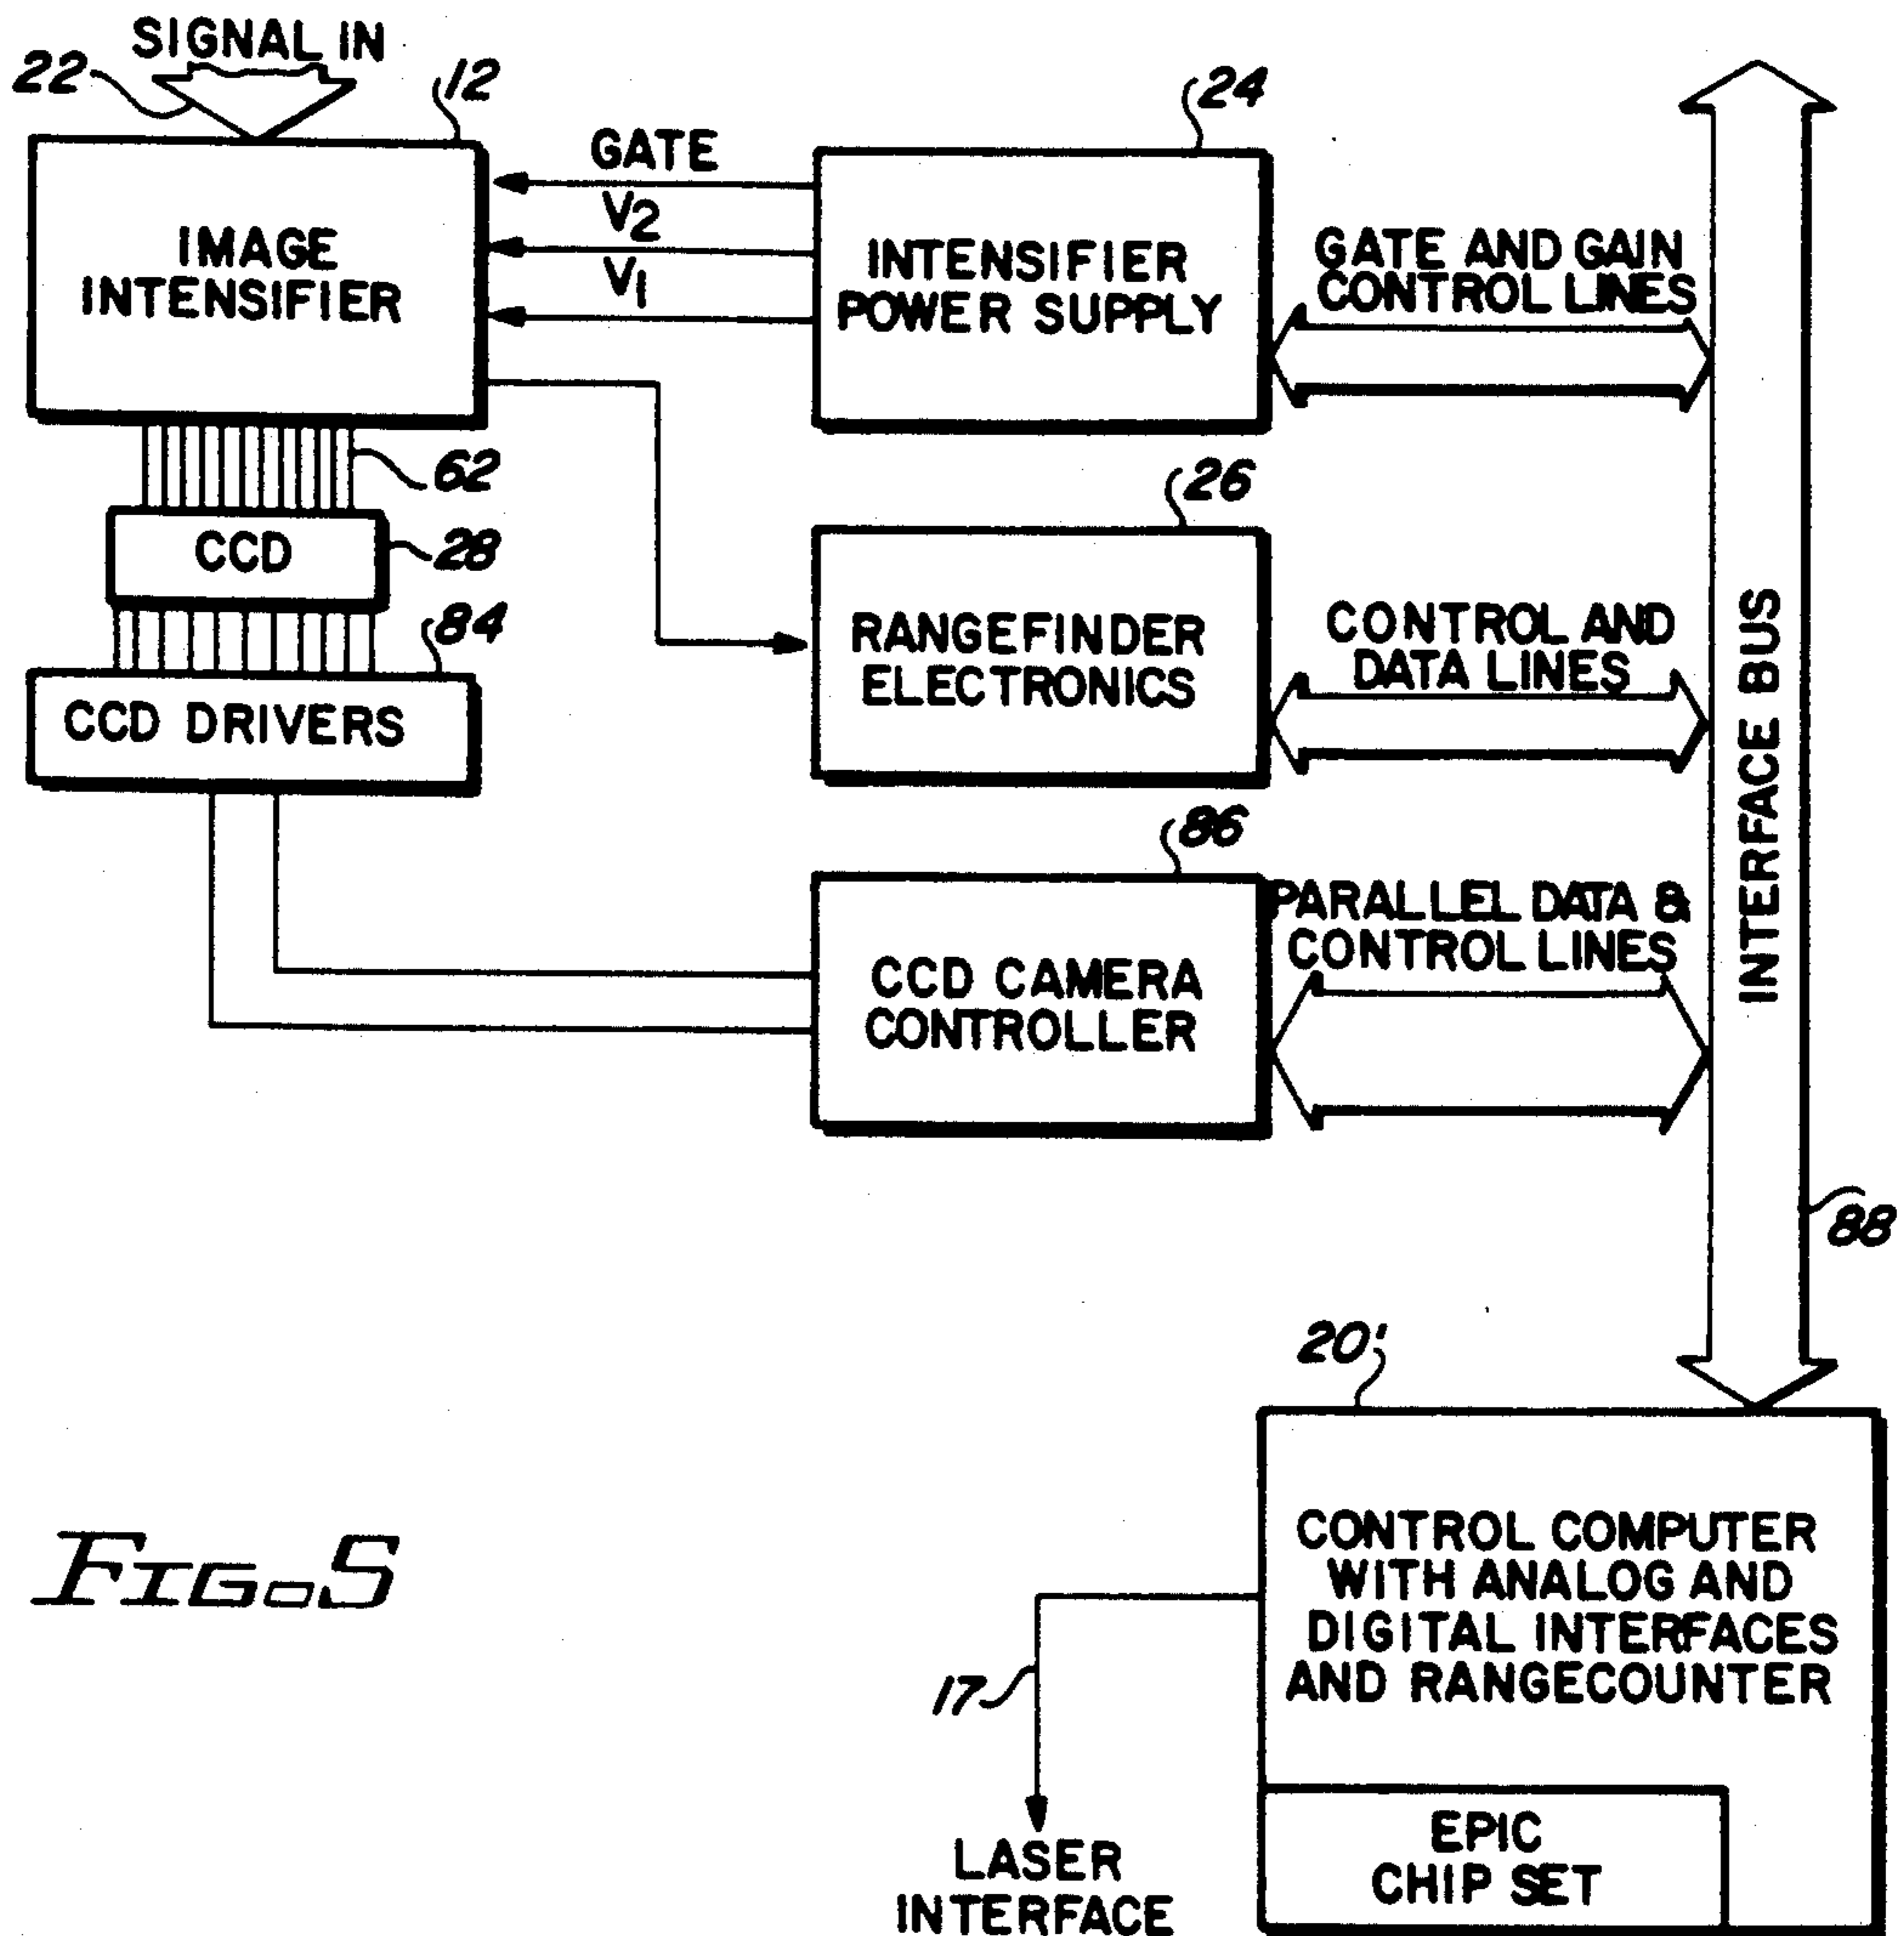 SIGNAL IN
22
12
24
GATE
V2
V1
IMAGE
INTENSIFIER
INTENSIFIER
POWER SUPPLY
GATE AND GAIN
CONTROL LINES
62
26
CCD
28
84
RANGEFINDER
ELECTRONICS
CONTROL AND
DATA LINES
CCD DRIVERS
INTERFACE BUS
86
CCD CAMERA
CONTROLLER
PARALLEL DATA &
CONTROL LINES
88
20'
CONTROL COMPUTER
WITH ANALOG AND
DIGITAL INTERFACES
AND RANGECOUNTER
17
EPIC
CHIP SET
LASER
INTERFACE
FIG. 5